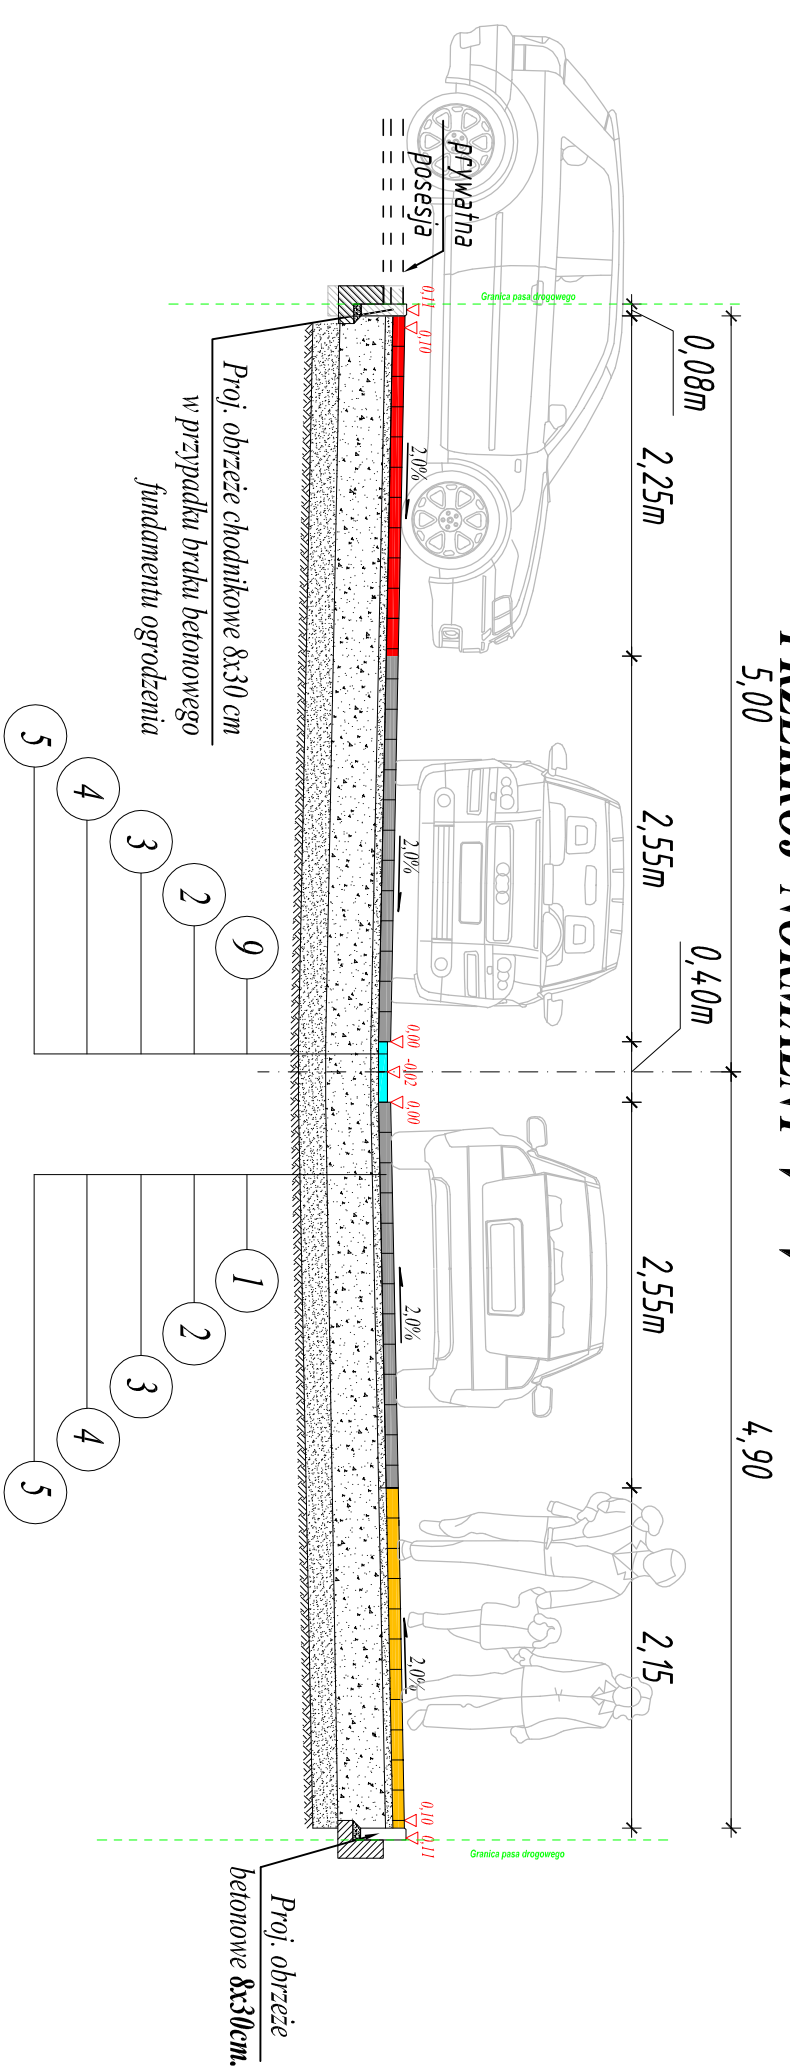 PRZEKRÓJ NORMALNY V - V
5,00
4,90
0,08m
2,25m
2,55m
0,40m
2,55m
2,15
Granica pasa drogowego
Granica pasa drogowego
prywatna
posesja
0,11
0,10
2,0%
2,0%
0,00
-0,02
0,00
2,0%
2,0%
0,10
0,11
Proj. obrzeże chodnikowe 8x30 cm
w przypadku braku betonowego
fundamentu ogrodzenia
9
2
3
4
5
1
2
3
4
5
Proj. obrzeże
betonowe 8x30cm.